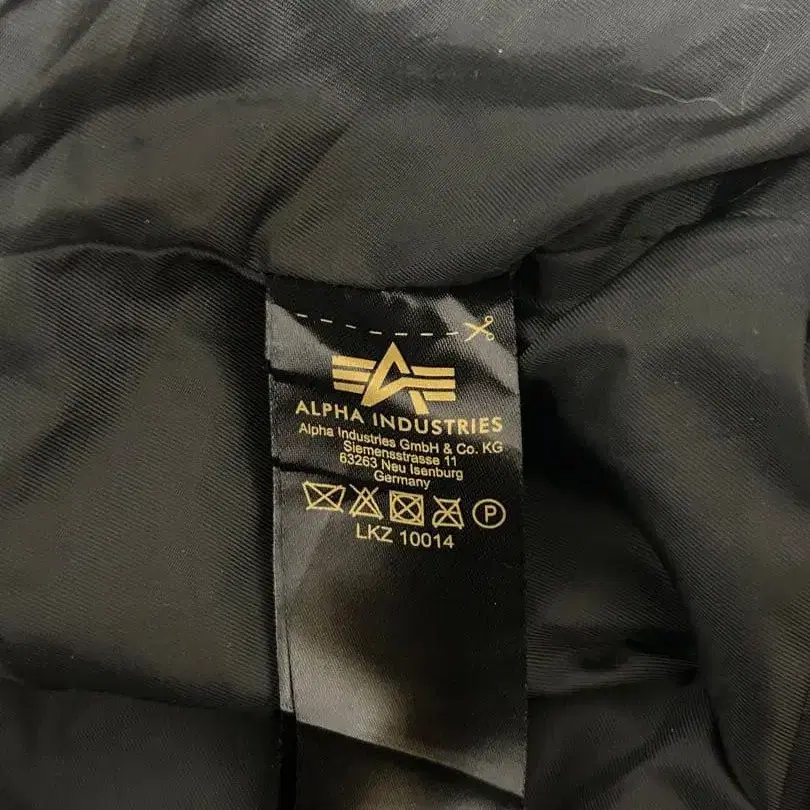 ALPHA INDUSTRIES
Alpha Industries GmbH & Co. KG
Siemensstrasse 11
63263 Neu Isenburg
Germany
P
LKZ 10014